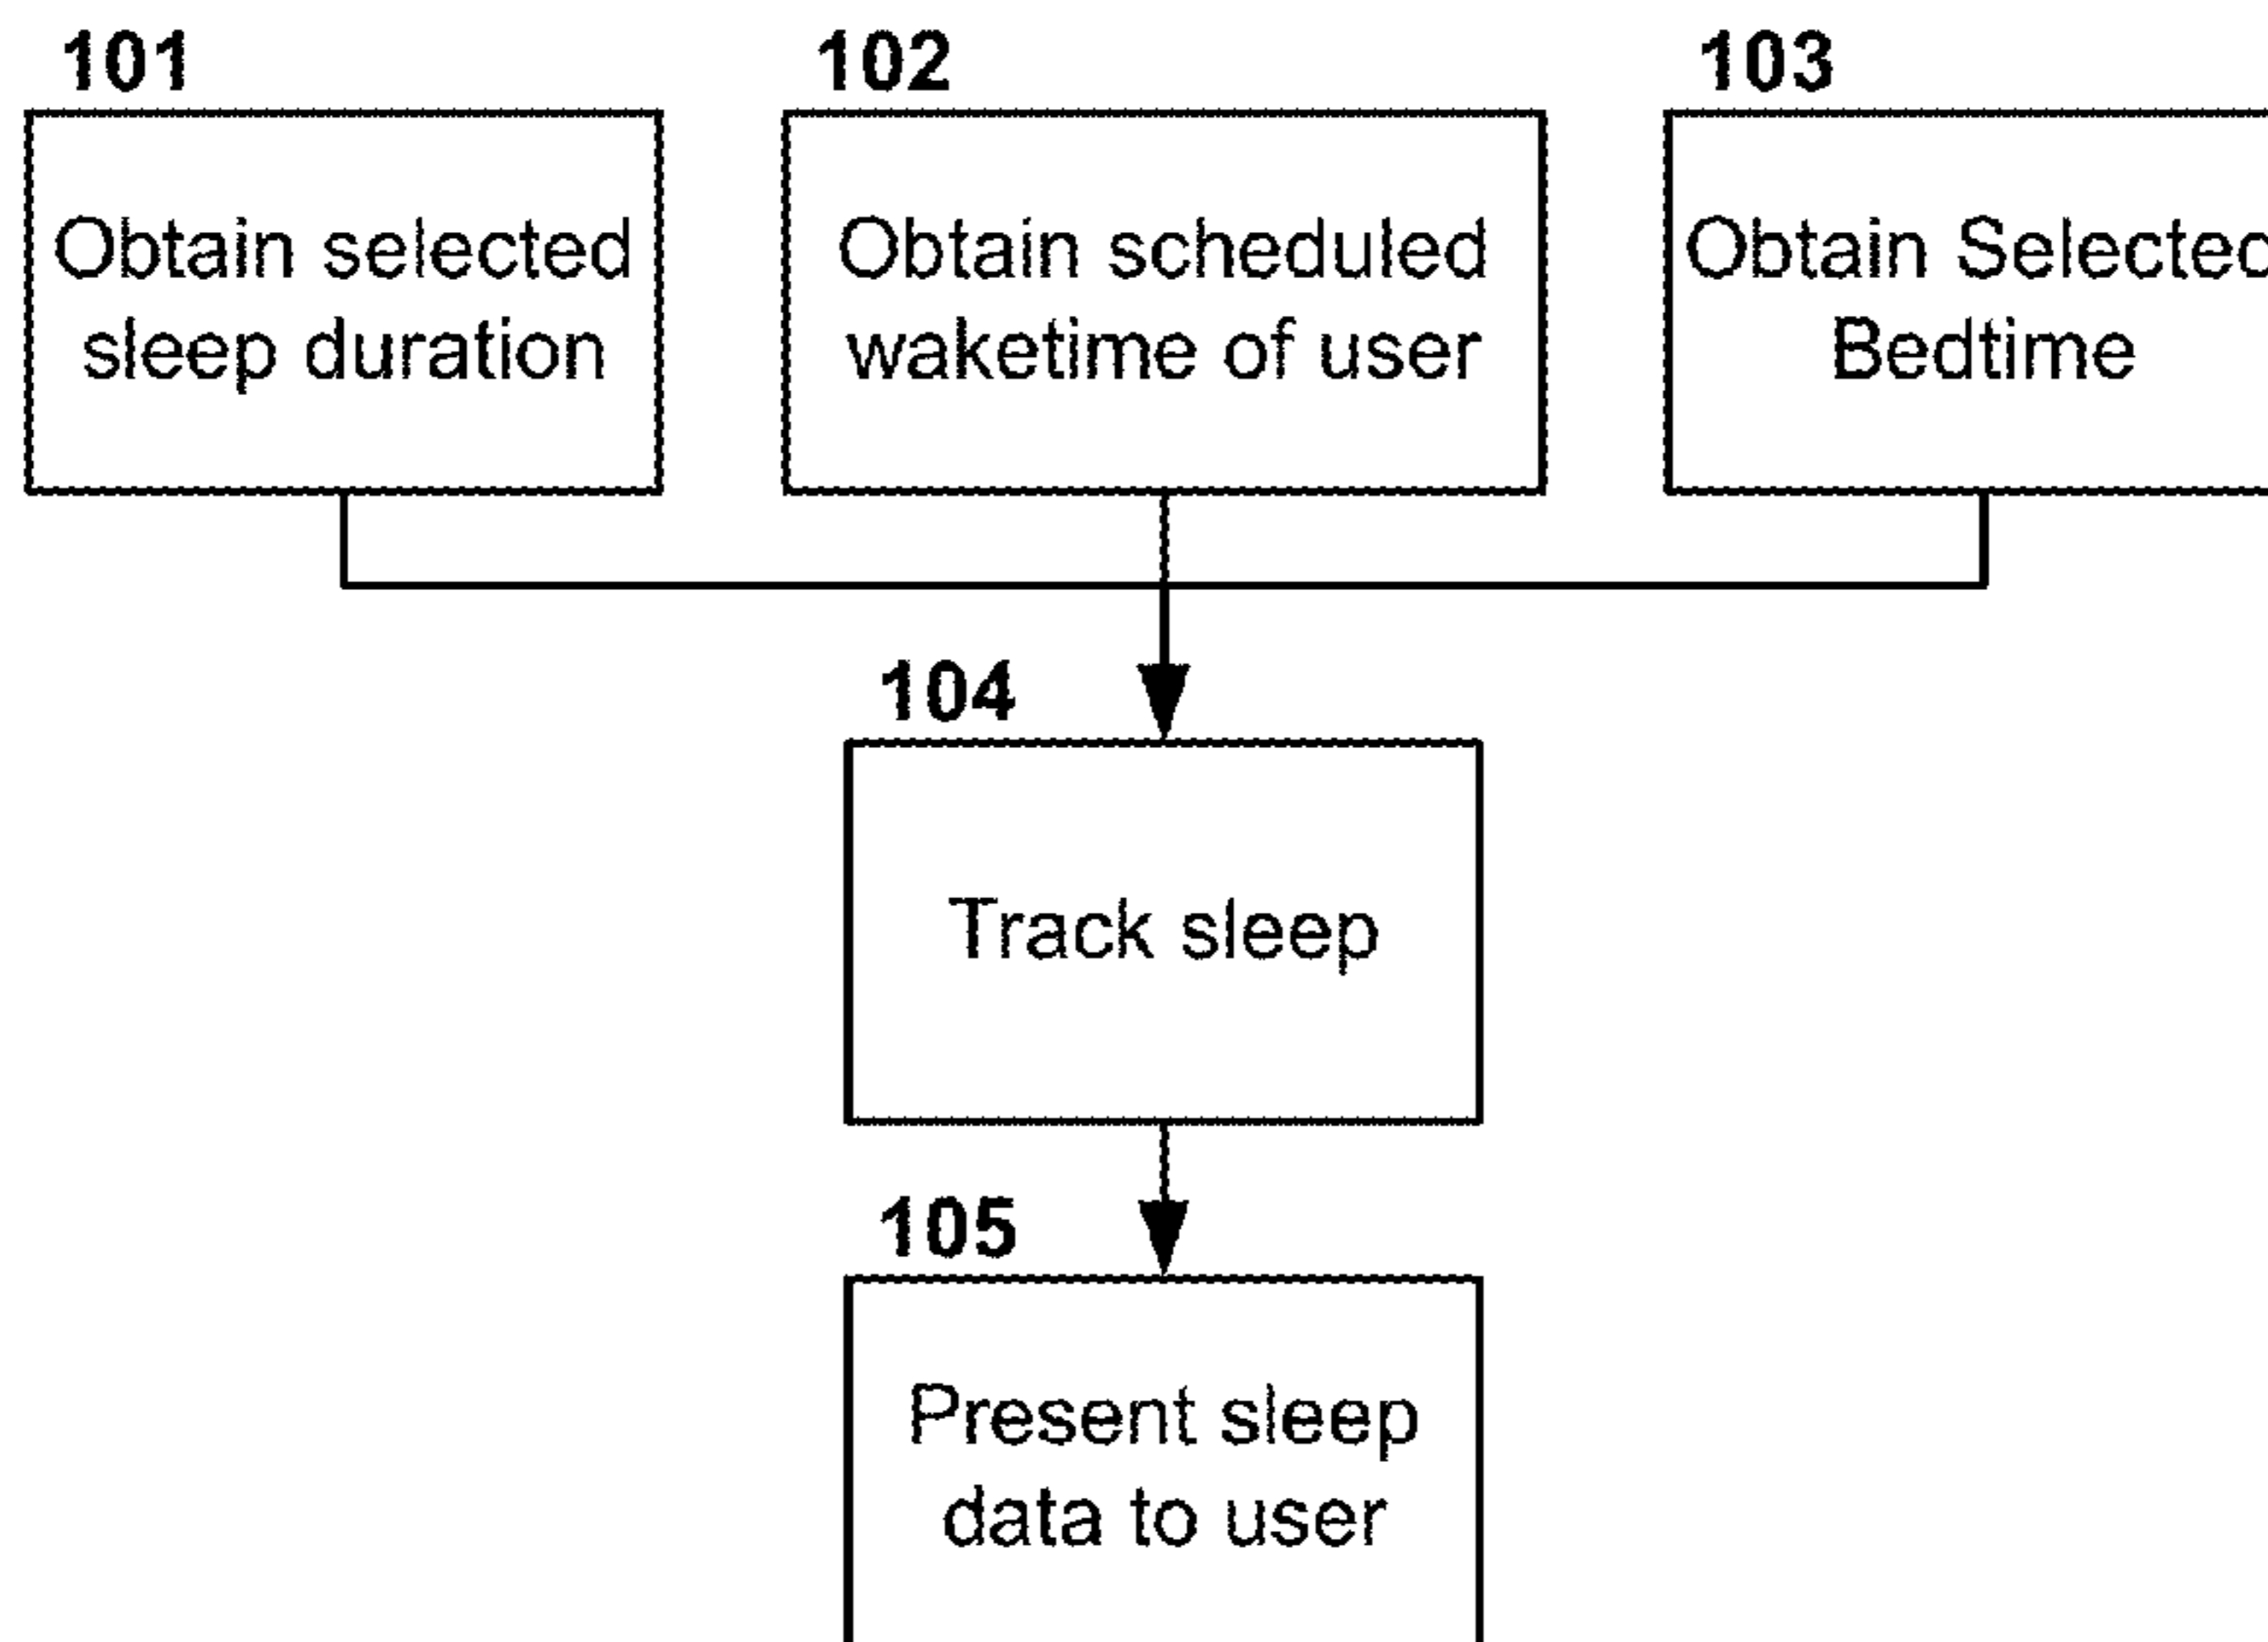 101
102
103
Obtain selected
sleep duration
Obtain scheduled
waketime of user
Obtain Selected
Bedtime
104
Track sleep
105
Present sleep
data to user